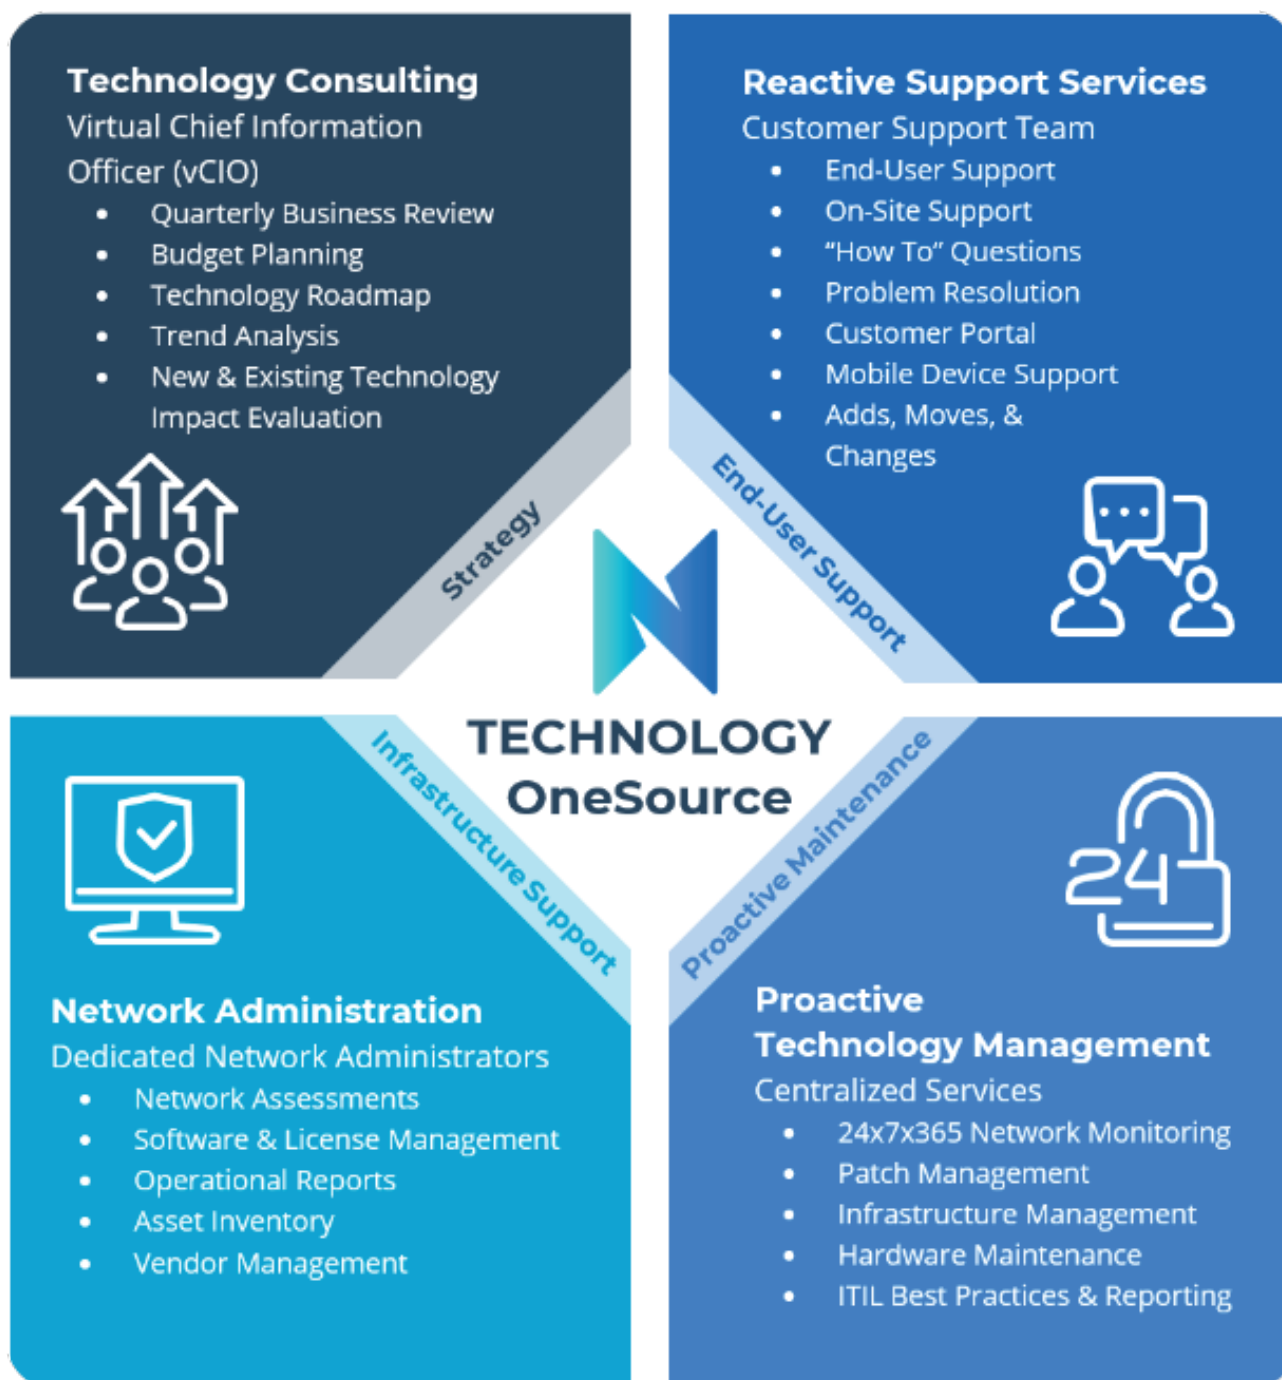 Technology Consulting
Virtual Chief Information
Officer (vCIO)
• Quarterly Business Review
• Budget Planning
• Technology Roadmap
• Trend Analysis
• New & Existing Technology
Impact Evaluation
Strategy
Reactive Support Services
Customer Support Team
• End-User Support
• On-Site Support
• “How To” Questions
• Problem Resolution
• Customer Portal
• Mobile Device Support
• Adds, Moves, &
Changes
End-User Support
TECHNOLOGY
OneSource
Infrastructure Support
Network Administration
Dedicated Network Administrators
• Network Assessments
• Software & License Management
• Operational Reports
• Asset Inventory
• Vendor Management
Proactive Maintenance
24
Proactive
Technology Management
Centralized Services
• 24x7x365 Network Monitoring
• Patch Management
• Infrastructure Management
• Hardware Maintenance
• ITIL Best Practices & Reporting